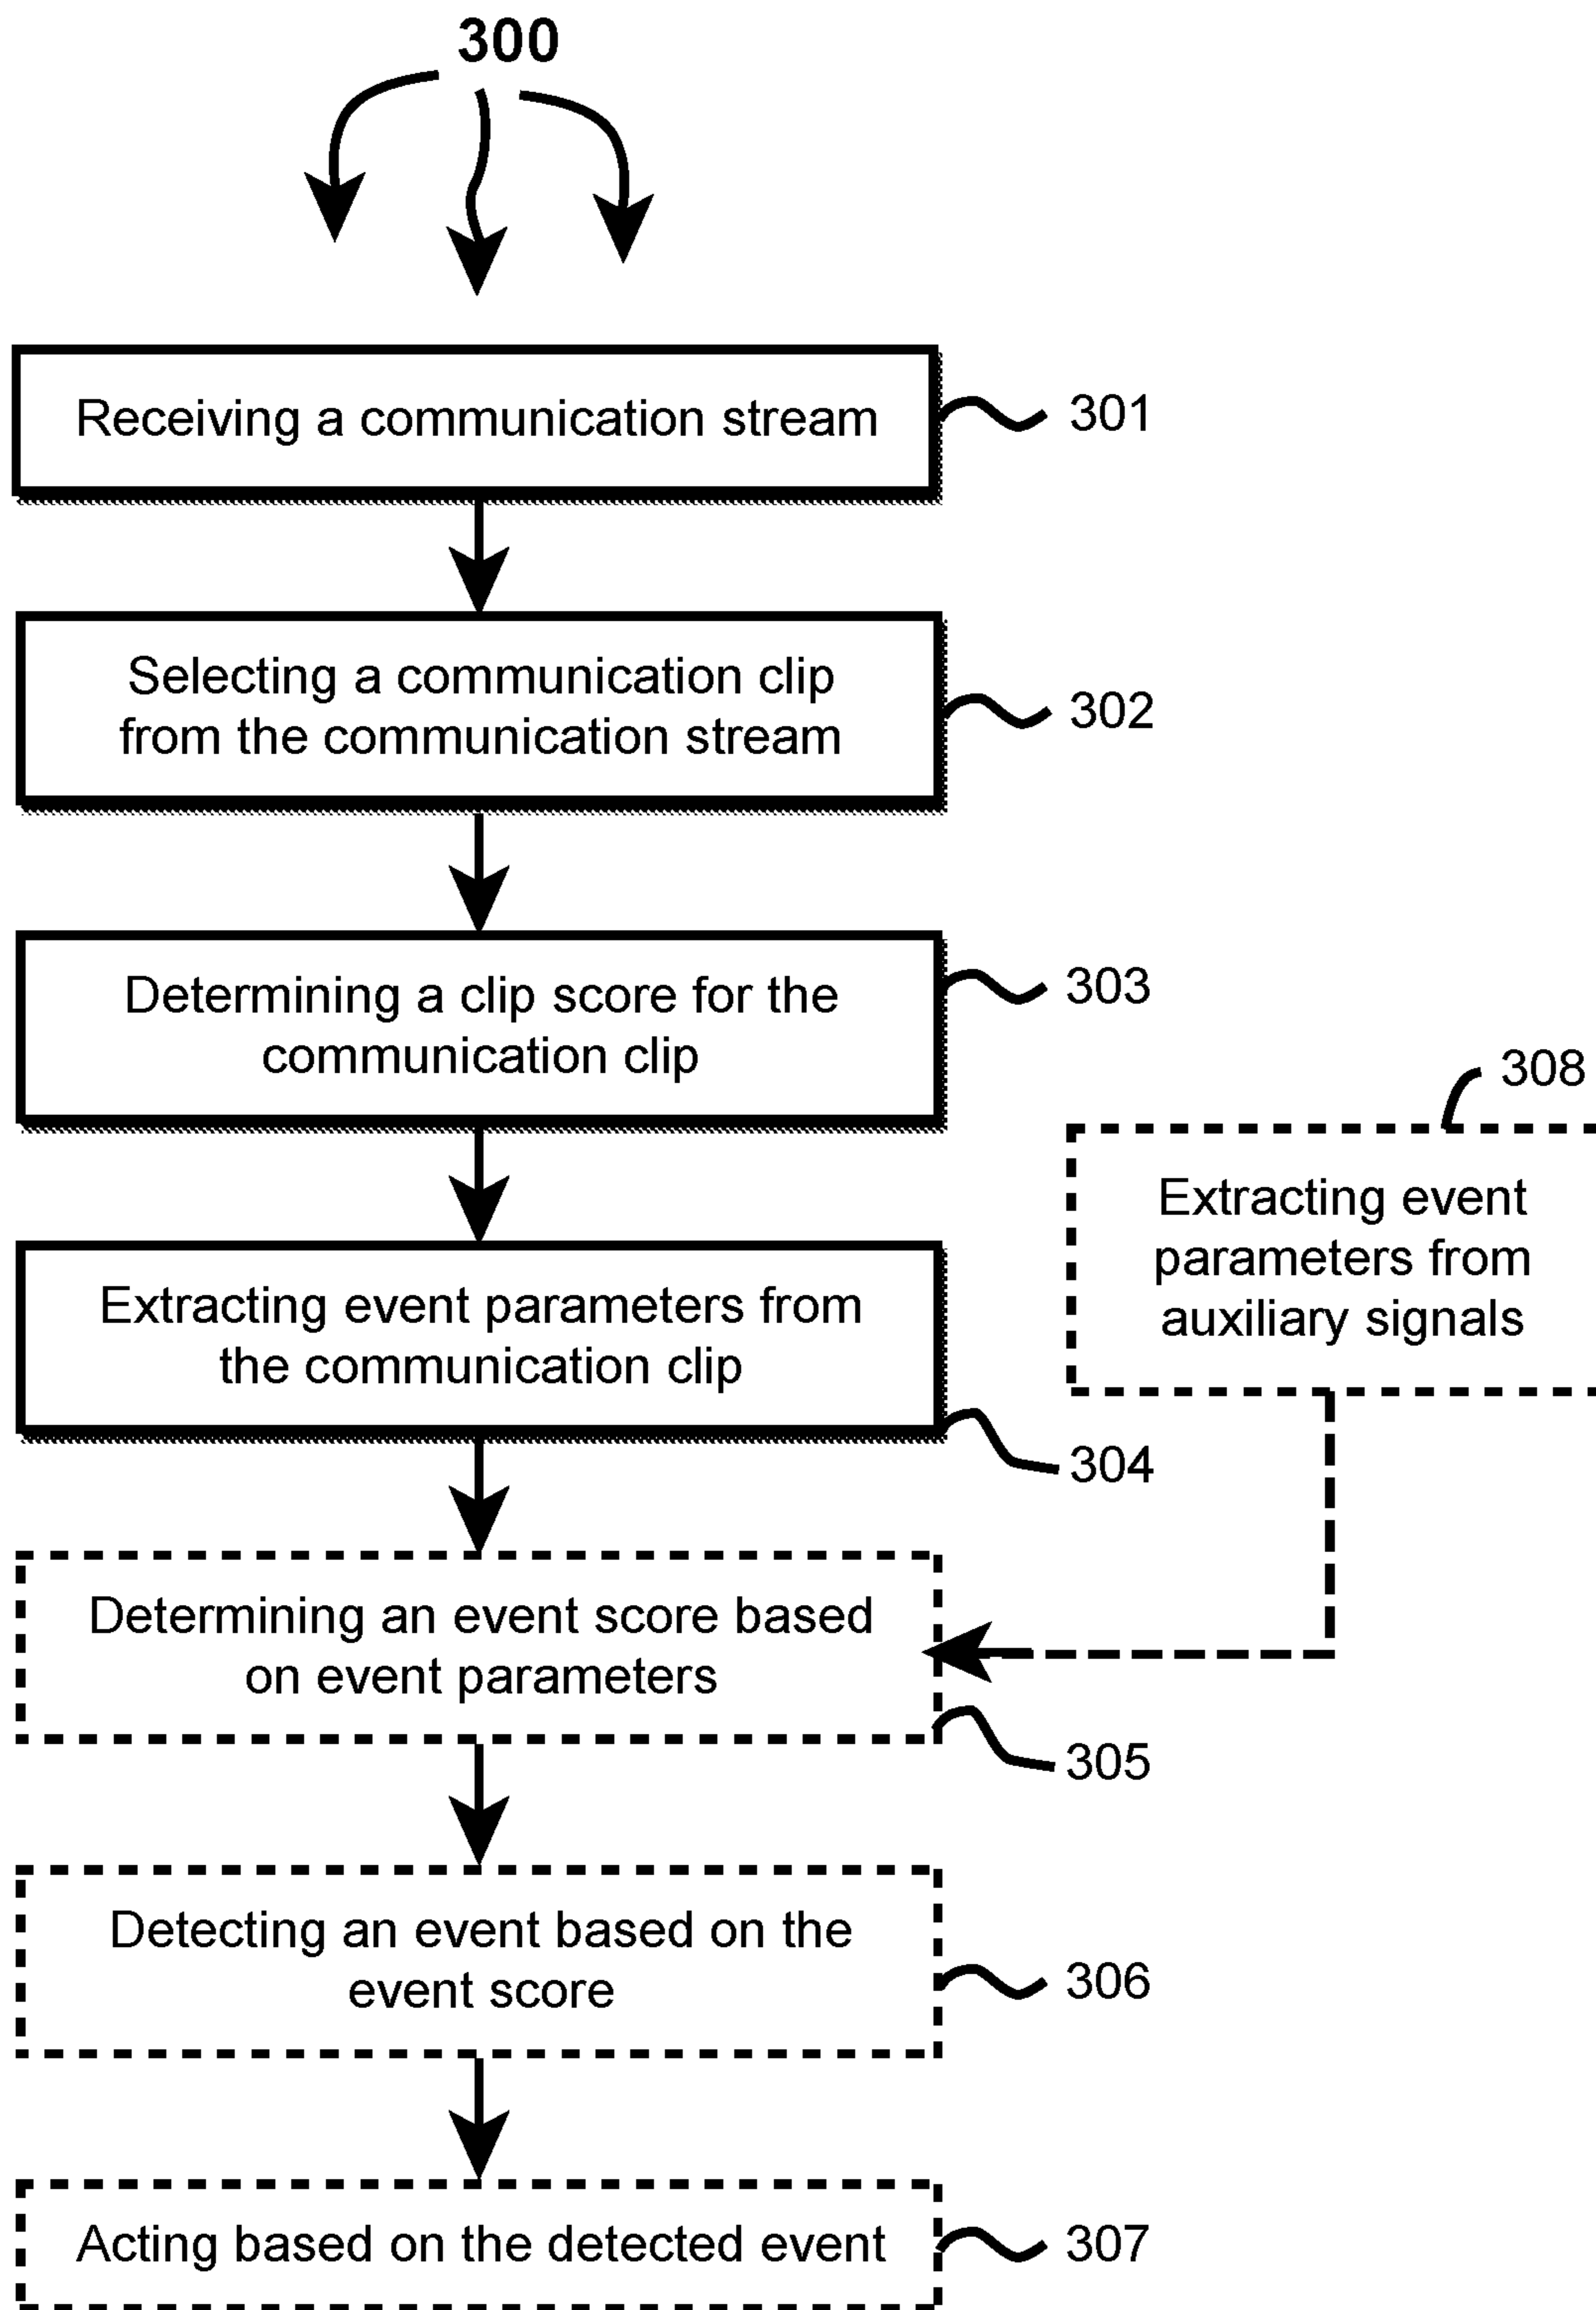 300
Receiving a communication stream
301
Selecting a communication clip
from the communication stream
302
Determining a clip score for the
communication clip
303
308
Extracting event
parameters from
auxiliary signals
Extracting event parameters from
the communication clip
304
Determining an event score based
on event parameters
305
Detecting an event based on the
event score
306
Acting based on the detected event
307